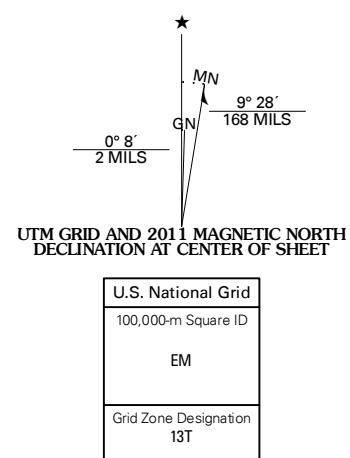 ★
MN
GN
9° 28´
168 MILS
0° 8´
2 MILS
UTM GRID AND 2011 MAGNETIC NORTH
DECLINATION AT CENTER OF SHEET
U.S. National Grid
100,000-m Square ID
EM
Grid Zone Designation
13T